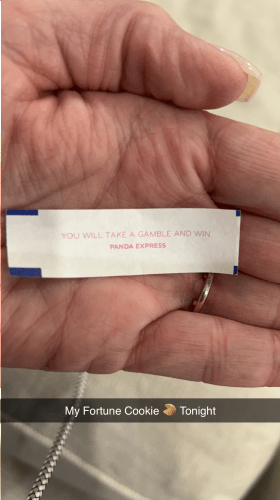 YOU WILL TAKE A GAMBLE AND WIN
PANDA EXPRESS
My Fortune Cookie 🥠 Tonight